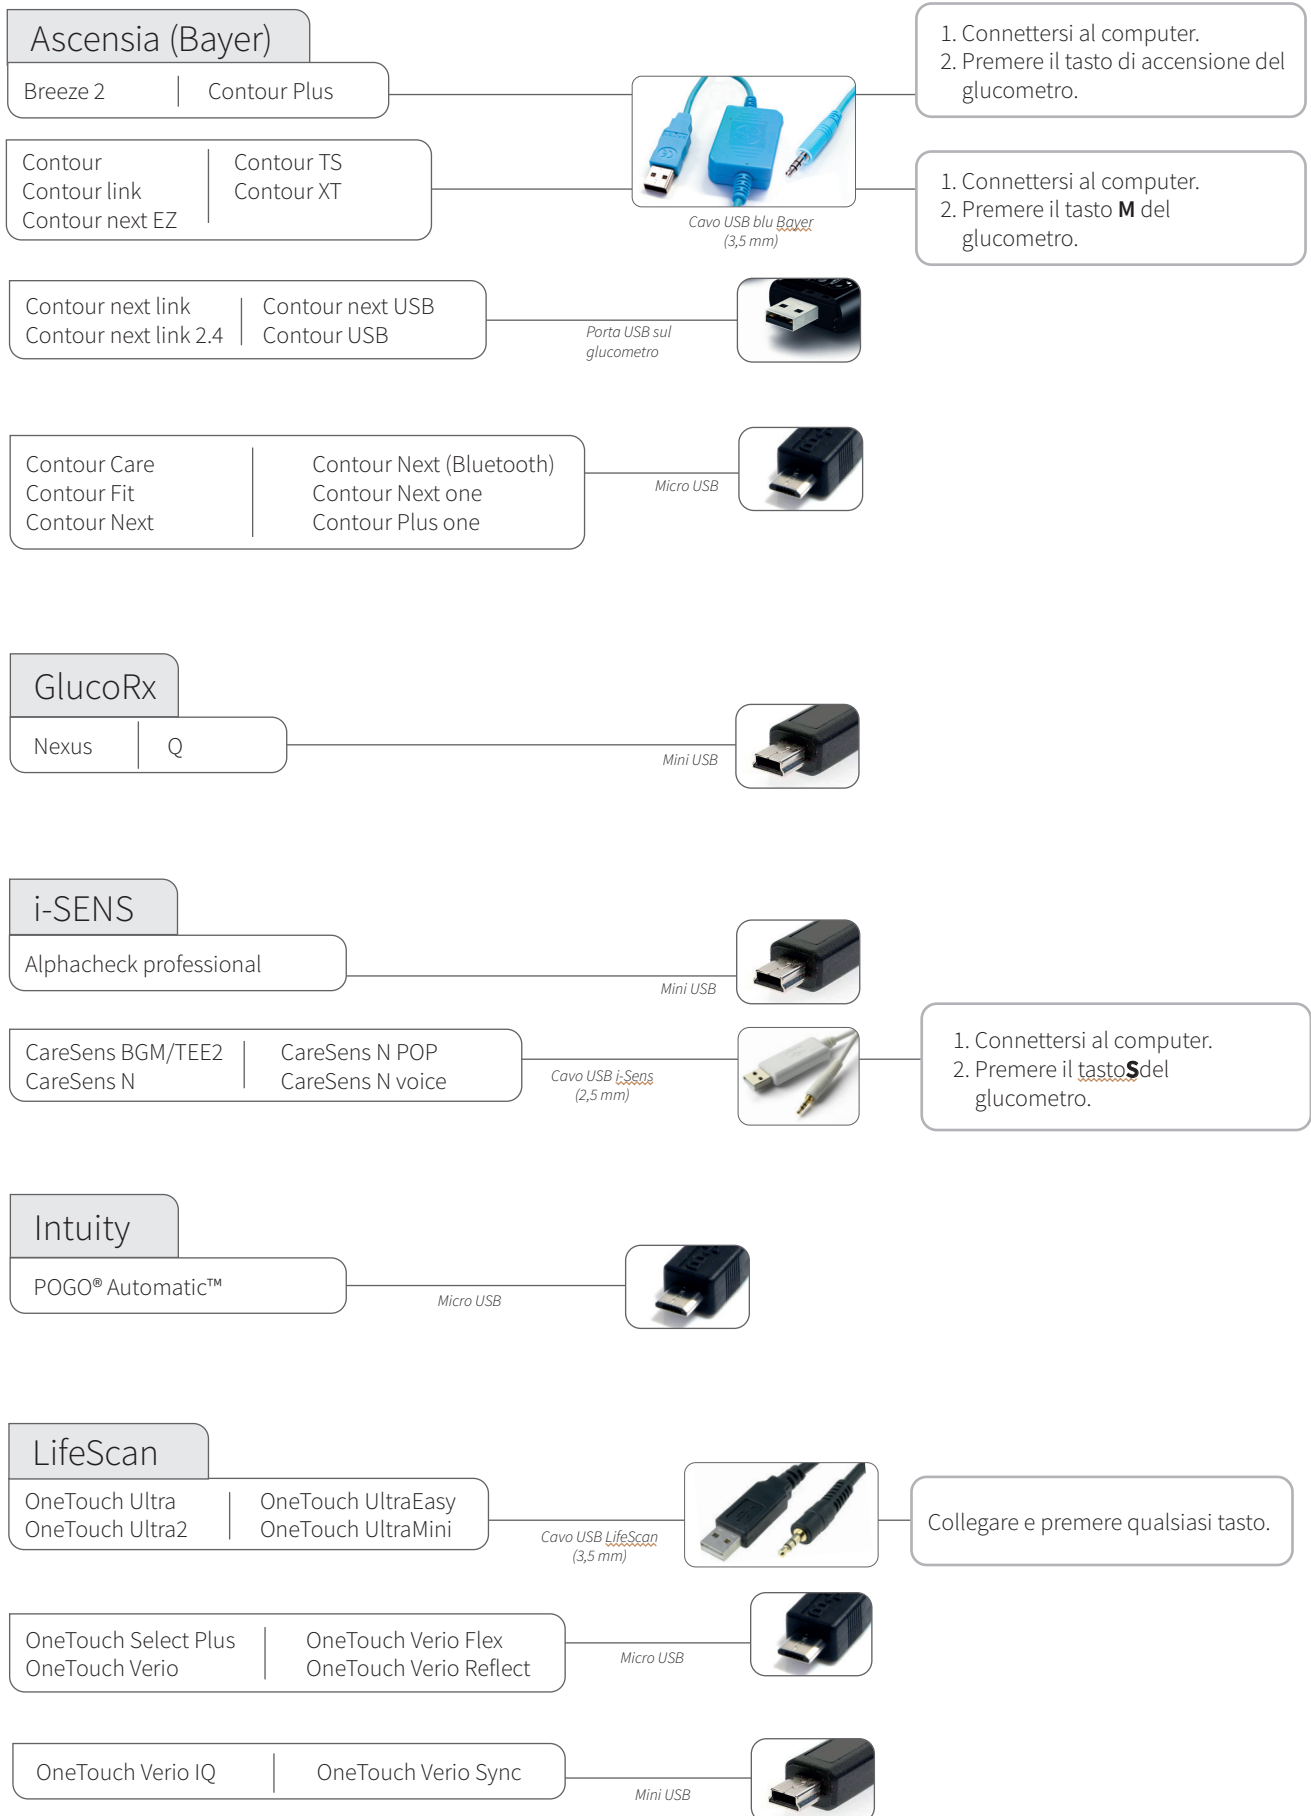 Ascensia (Bayer)
Breeze 2
Contour Plus
1. Connettersi al computer.
2. Premere il tasto di accensione del
glucometro.
Contour
Contour link
Contour next EZ
Contour TS
Contour XT
Cavo USB blu Bayer
(3,5 mm)
1. Connettersi al computer.
2. Premere il tasto M del
glucometro.
Contour next link
Contour next link 2.4
Contour next USB
Contour USB
Porta USB sul
glucometro
Contour Care
Contour Fit
Contour Next
Contour Next (Bluetooth)
Contour Next one
Contour Plus one
Micro USB
GlucoRx
Nexus
Q
Mini USB
i-SENS
Alphacheck professional
Mini USB
CareSens BGM/TEE2
CareSens N
CareSens N POP
CareSens N voice
Cavo USB i-Sens
(2,5 mm)
1. Connettersi al computer.
2. Premere il tastoSdel
glucometro.
Intuity
POGO® Automatic™
Micro USB
LifeScan
OneTouch Ultra
OneTouch Ultra2
OneTouch UltraEasy
OneTouch UltraMini
Cavo USB LifeScan
(3,5 mm)
Collegare e premere qualsiasi tasto.
OneTouch Select Plus
OneTouch Verio
OneTouch Verio Flex
OneTouch Verio Reflect
Micro USB
OneTouch Verio IQ
OneTouch Verio Sync
Mini USB